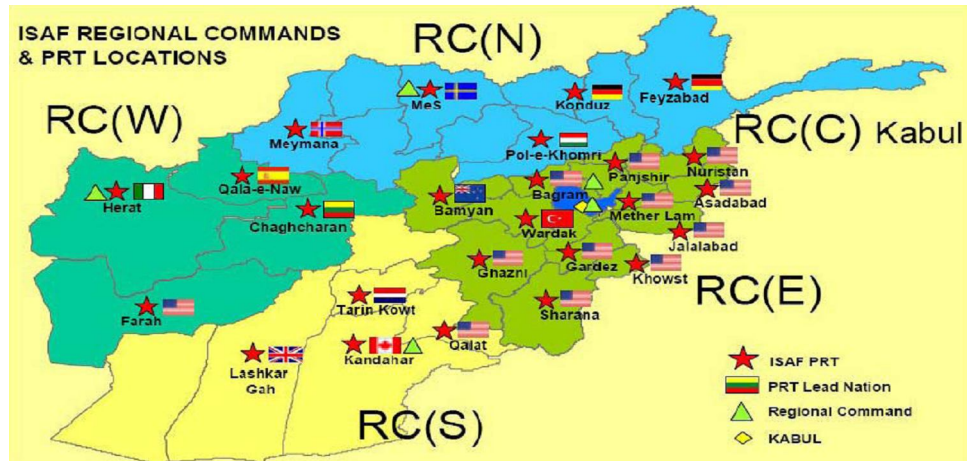 ISAF REGIONAL COMMANDS
& PRT LOCATIONS
RC(N)
RC(W)
RC(C) Kabul
RC(E)
RC(S)
MeS
Konduz
Feyzabad
Meymana
Pol-e-Khomri
Qala-e-Naw
Herat
Chaghcharan
Farah
Bamyan
Bagram
Panjshir
Nuristan
Asadabad
Mether Lam
Jalalabad
Wardak
Ghazni
Gardez
Khowst
Sharana
Tarin Kowt
Kandahar
Qalat
Lashkar
Gah
ISAF PRT
PRT Lead Nation
Regional Command
KABUL